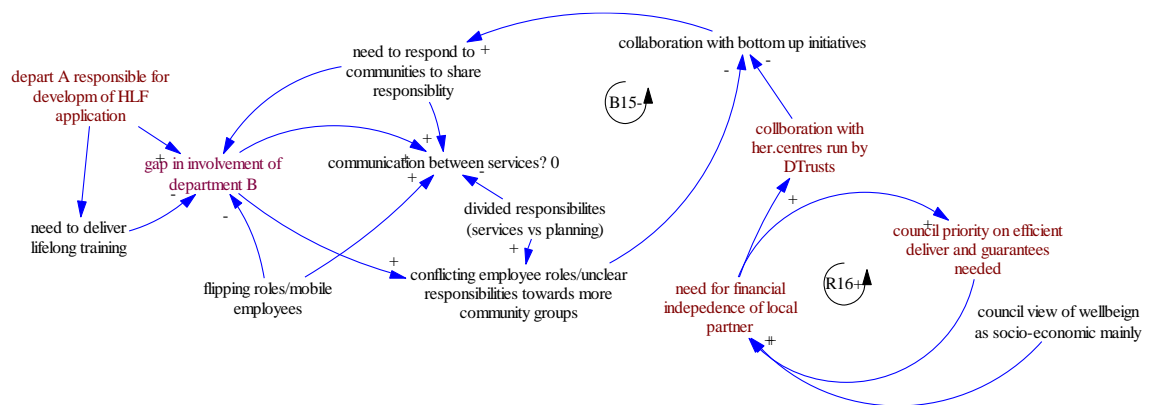 collaboration with bottom up initiatives
need to respond to
communities to share
responsiblity
+
-
-
depart A responsible for
developm of HLF
application
B15-
collboration with
her.centres run by
DTrusts
+
+
+
gap in involvement of
department B
communication between services? 0
-
+
-
-
+
need to deliver
lifelong training
divided responsibilites
(services vs planning)
+
+
council priority on efficient
deliver and guarantees
needed
+
conflicting employee roles/unclear
responsibilities towards more
community groups
flipping roles/mobile
employees
R16+
need for financial
indepedence of local
partner
council view of wellbeign
as socio-economic mainly
+
+